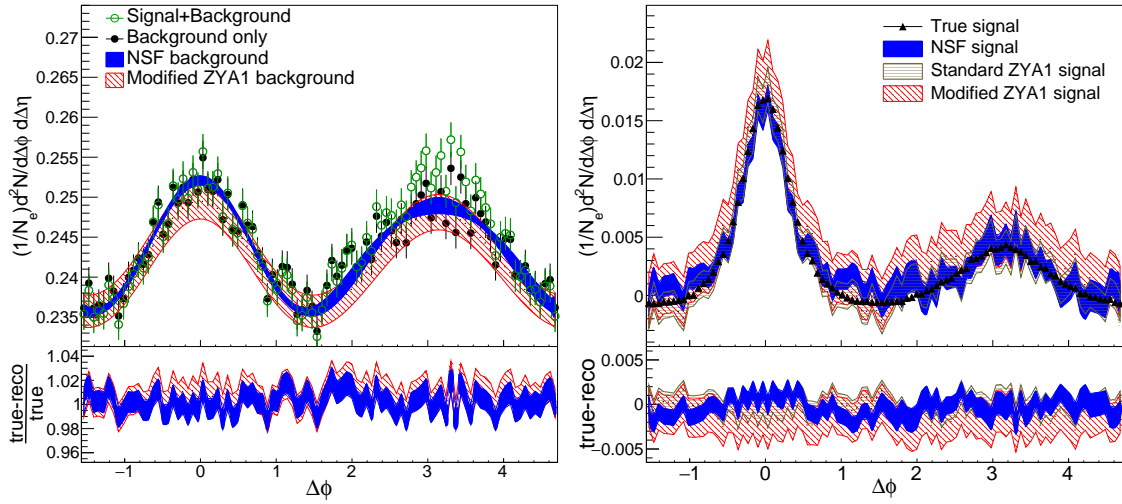 Signal+Background
Background only
NSF background
Modified ZYA1 background
(1/N_e)d²N/dΔϕ dΔη
0.27
0.265
0.26
0.255
0.25
0.245
0.24
0.235
true-reco
true
1.04
1.02
1
0.98
0.96
−1 0 1 2 3 4
Δϕ
True signal
NSF signal
Standard ZYA1 signal
Modified ZYA1 signal
(1/N_e)d²N/dΔϕ dΔη
0.02
0.015
0.01
0.005
0
true-reco
0.005
0
−0.005
−1 0 1 2 3 4
Δϕ